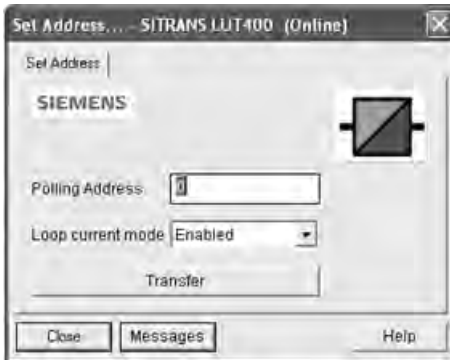 Set Address... - SITRANS LUT400 (Online)
Set Address
SIEMENS
Polling Address 0
Loop current mode Enabled
Transfer
Close Messages Help